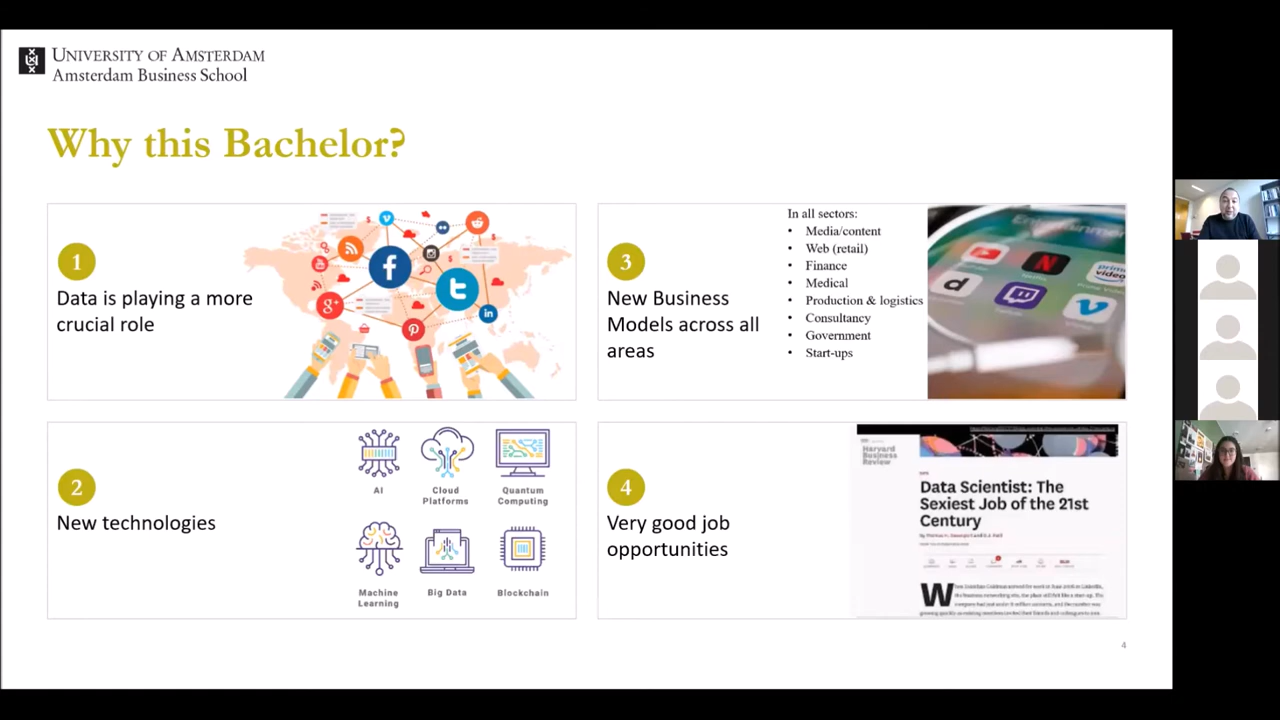 UNIVERSITY OF AMSTERDAM
Amsterdam Business School
Why this Bachelor?
1
Data is playing a more
crucial role
3
New Business
Models across all
areas
In all sectors:
• Media/content
• Web (retail)
• Finance
• Medical
• Production & logistics
• Consultancy
• Government
• Start-ups
prime
video
2
New technologies
AI
Cloud
Platforms
Quantum
Computing
Machine
Learning
Big Data
Blockchain
4
Very good job
opportunities
Harvard
Business
Review
Data Scientist: The
Sexiest Job of the 21st
Century
4